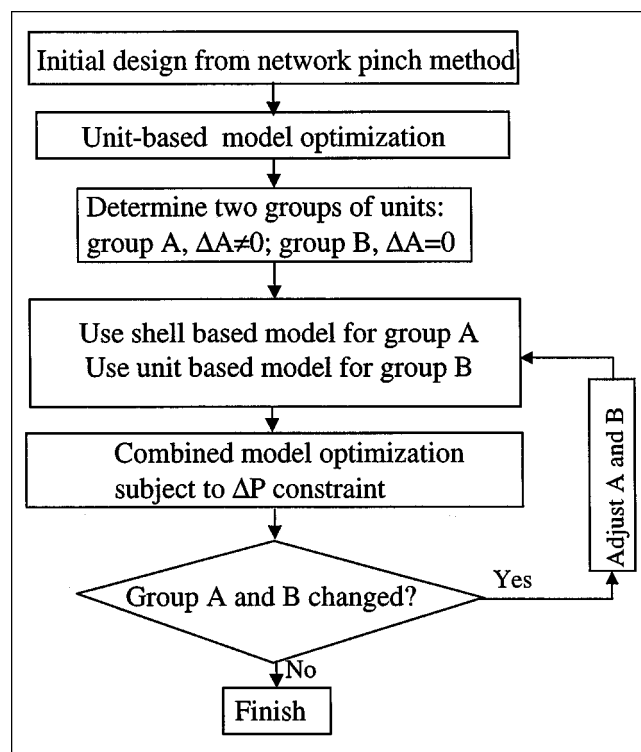 Initial design from network pinch method
Unit-based model optimization
Determine two groups of units:
group A, ΔA≠0; group B, ΔA=0
Use shell based model for group A
Use unit based model for group B
Combined model optimization
subject to ΔP constraint
Adjust A and B
Group A and B changed?
Yes
No
Finish